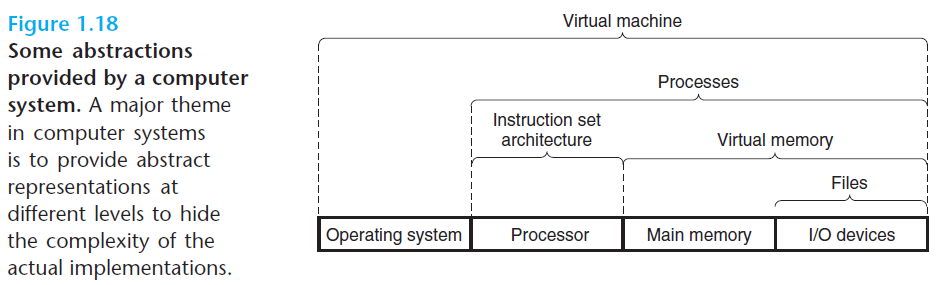 Figure 1.18
Some abstractions
provided by a computer
system. A major theme
in computer systems
is to provide abstract
representations at
different levels to hide
the complexity of the
actual implementations.
Virtual machine
Processes
Instruction set
architecture
Virtual memory
Files
Operating system
Processor
Main memory
I/O devices